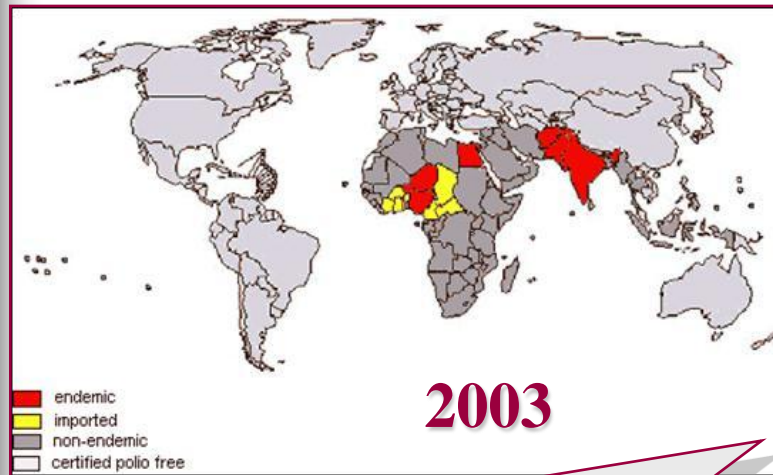 2003
endemic
imported
non-endemic
certified polio free